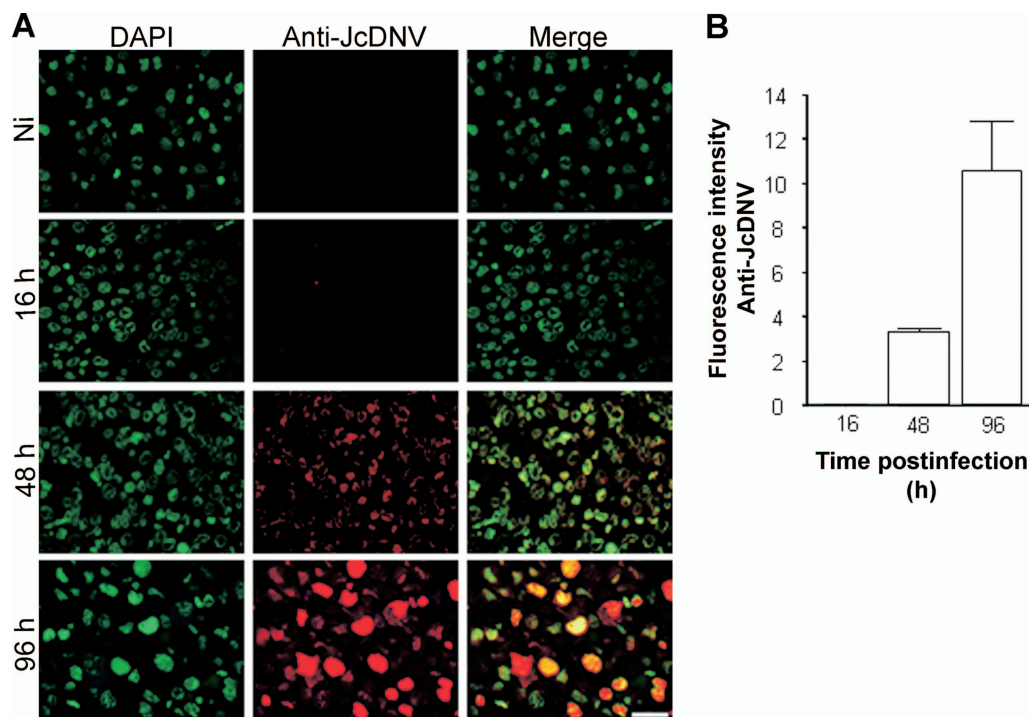 A
DAPI Anti-JcDNV Merge
Ni
16 h
48 h
96 h
B
Fluorescence intensity
Anti-JcDNV
14
12
10
8
6
4
2
0
16 48 96
Time postinfection
(h)